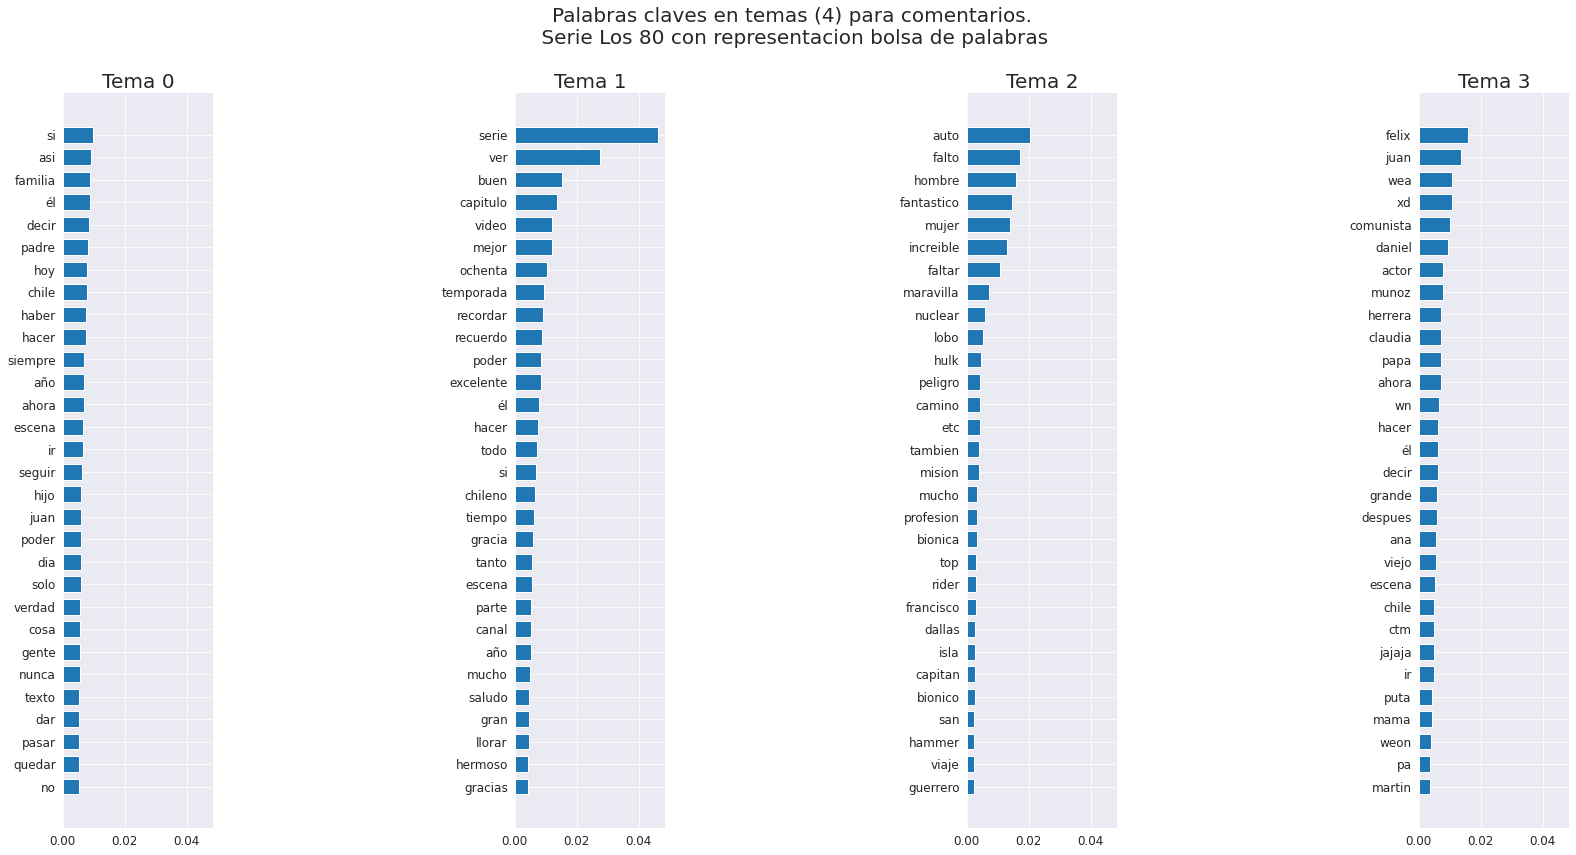 Palabras claves en temas (4) para comentarios.
Serie Los 80 con representacion bolsa de palabras
Tema 0
si
asi
familia
él
decir
padre
hoy
chile
haber
hacer
siempre
año
ahora
escena
ir
seguir
hijo
juan
poder
dia
solo
verdad
cosa
gente
nunca
texto
dar
pasar
quedar
no
0.00 0.02 0.04
Tema 1
serie
ver
buen
capitulo
video
mejor
ochenta
temporada
recordar
recuerdo
poder
excelente
él
hacer
todo
si
chileno
tiempo
gracia
tanto
escena
parte
canal
año
mucho
saludo
gran
llorar
hermoso
gracias
0.00 0.02 0.04
Tema 2
auto
falto
hombre
fantastico
mujer
increible
faltar
maravilla
nuclear
lobo
hulk
peligro
camino
etc
tambien
mision
mucho
profesion
bionica
top
rider
francisco
dallas
isla
capitan
bionico
san
hammer
viaje
guerrero
0.00 0.02 0.04
Tema 3
felix
juan
wea
xd
comunista
daniel
actor
munoz
herrera
claudia
papa
ahora
wn
hacer
él
decir
grande
despues
ana
viejo
escena
chile
ctm
jajaja
ir
puta
mama
weon
pa
martin
0.00 0.02 0.04